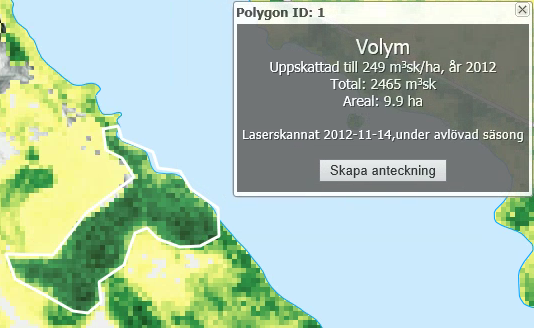 Polygon ID: 1
Volym
Uppskattad till 249 m³sk/ha, år 2012
Total: 2465 m³sk
Areal: 9.9 ha
Laserskannat 2012-11-14,under avlövad säsong
Skapa anteckning